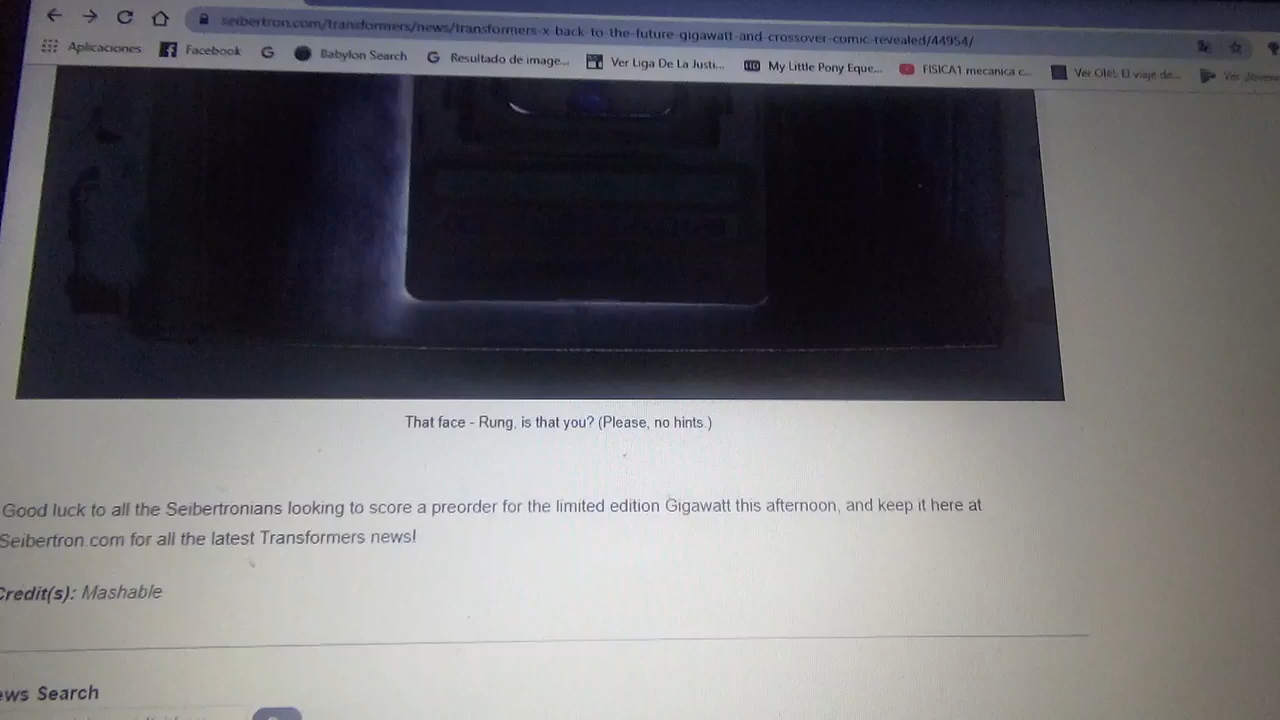 seibertron.com/transformers/news/transformers-x-back-to-the-future-gigawatt-and-crossover-comic-revealed/44954/
Aplicaciones Facebook Babylon Search Resultado de image... Ver Liga De La Justi... My Little Pony Eque... FISICA1 mecanica c... Ver Olé!: El viaje de... Ver
That face - Rung, is that you? (Please, no hints.)
Good luck to all the Seibertronians looking to score a preorder for the limited edition Gigawatt this afternoon, and keep it here at
Seibertron.com for all the latest Transformers news!
Credit(s): Mashable
ews Search